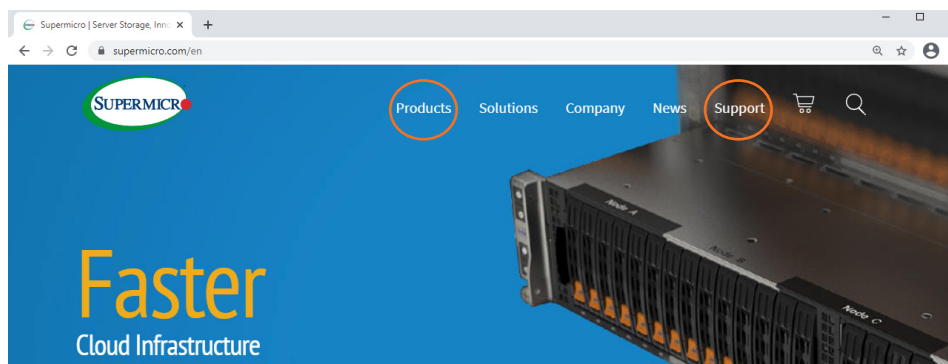 Supermicro | Server Storage, Inno
supermicro.com/en
SUPERMICR
Products Solutions Company News Support
Node A
Node B
Node C
Faster
Cloud Infrastructure